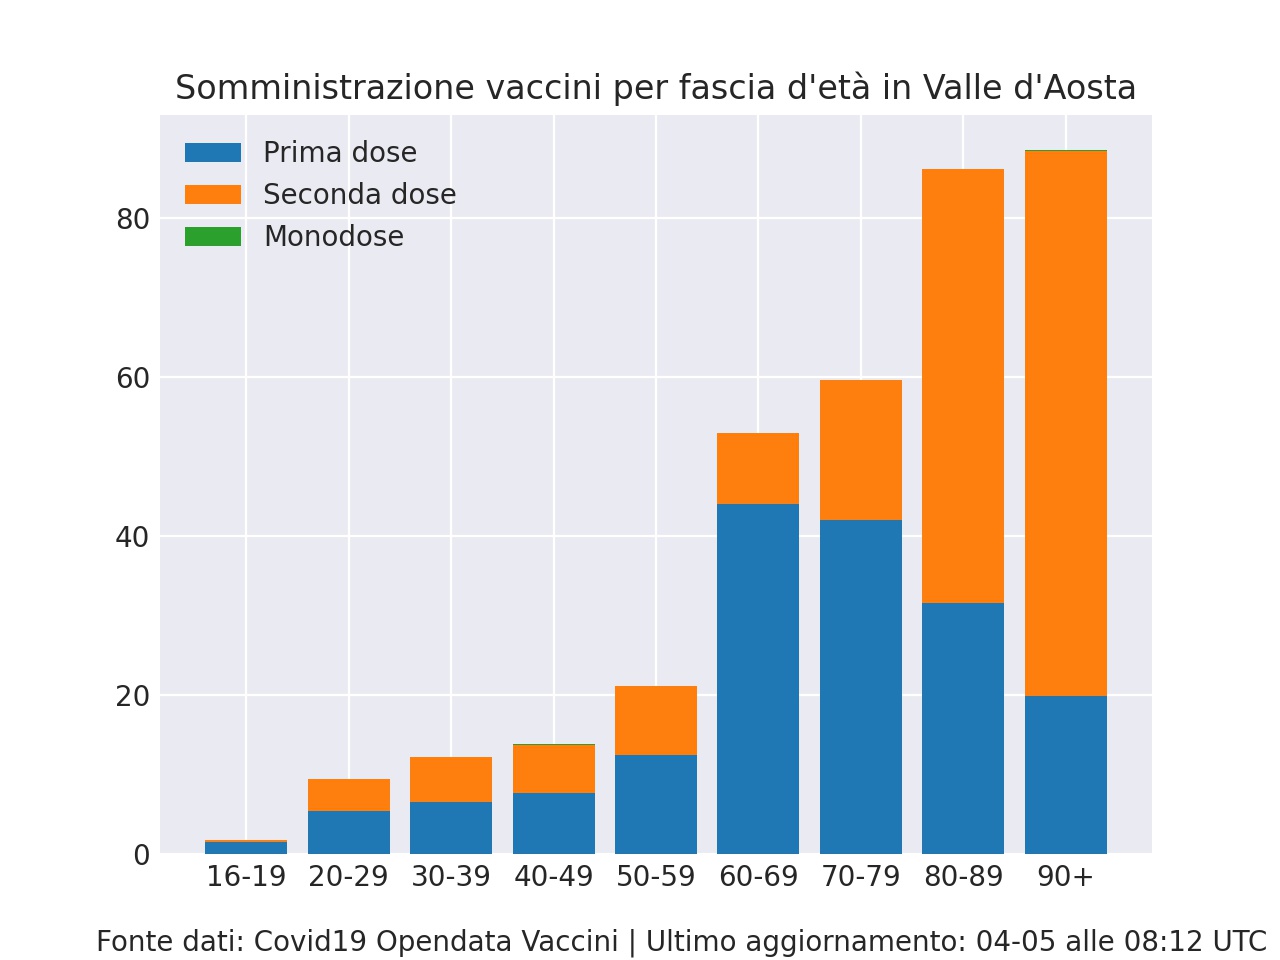 Somministrazione vaccini per fascia d'età in Valle d'Aosta
Prima dose
Seconda dose
Monodose
80
60
40
20
0
16-19 20-29 30-39 40-49 50-59 60-69 70-79 80-89 90+
Fonte dati: Covid19 Opendata Vaccini | Ultimo aggiornamento: 04-05 alle 08:12 UTC